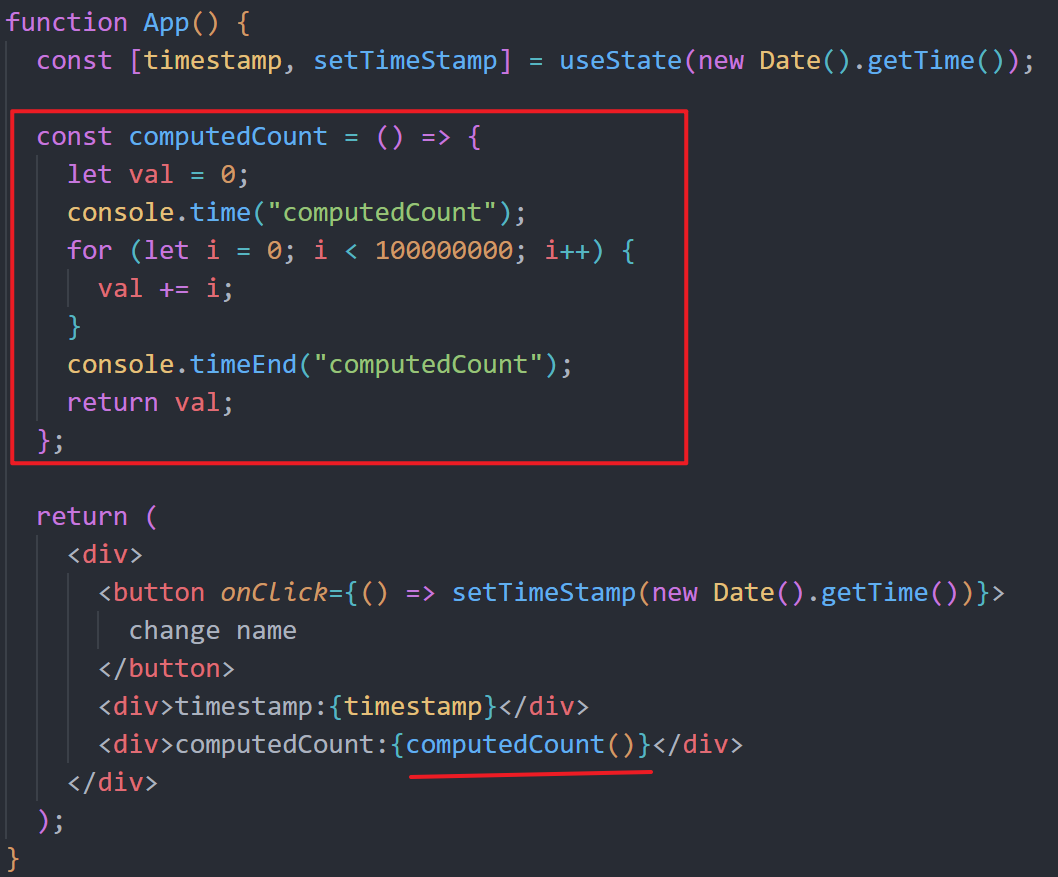 function App() {
  const [timestamp, setTimeStamp] = useState(new Date().getTime());
  const computedCount = () => {
    let val = 0;
    console.time("computedCount");
    for (let i = 0; i < 100000000; i++) {
      val += i;
    }
    console.timeEnd("computedCount");
    return val;
  };
  return (
    <div>
      <button onClick={() => setTimeStamp(new Date().getTime())}>
        change name
      </button>
      <div>timestamp:{timestamp}</div>
      <div>computedCount:{computedCount()}</div>
    </div>
  );
}